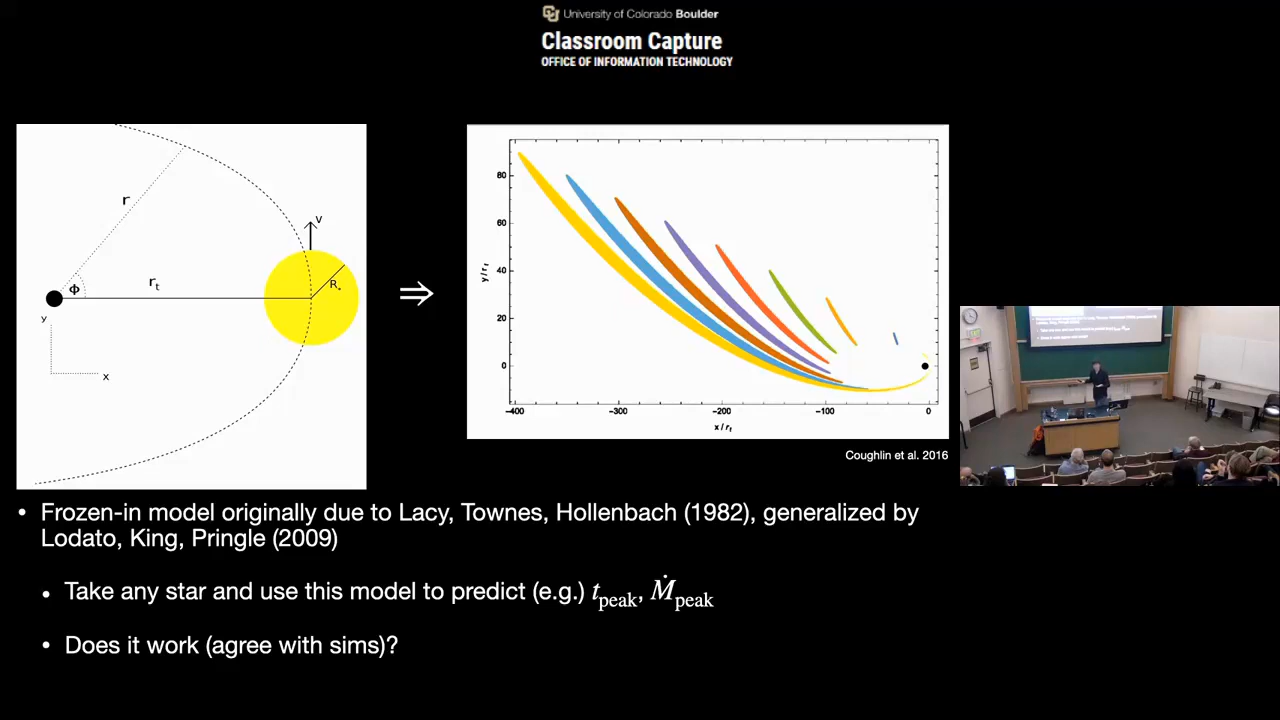 University of Colorado Boulder
Classroom Capture
OFFICE OF INFORMATION TECHNOLOGY
r
v
R*
rt
ϕ
y
x
⇒
80
60
40
20
0
y/rt
−400
−300
−200
−100
0
x/rt
Coughlin et al. 2016
• Frozen-in model originally due to Lacy, Townes, Hollenbach (1982), generalized by
Lodato, King, Pringle (2009)
• Take any star and use this model to predict (e.g.) tpeak, Ṁpeak
• Does it work (agree with sims)?